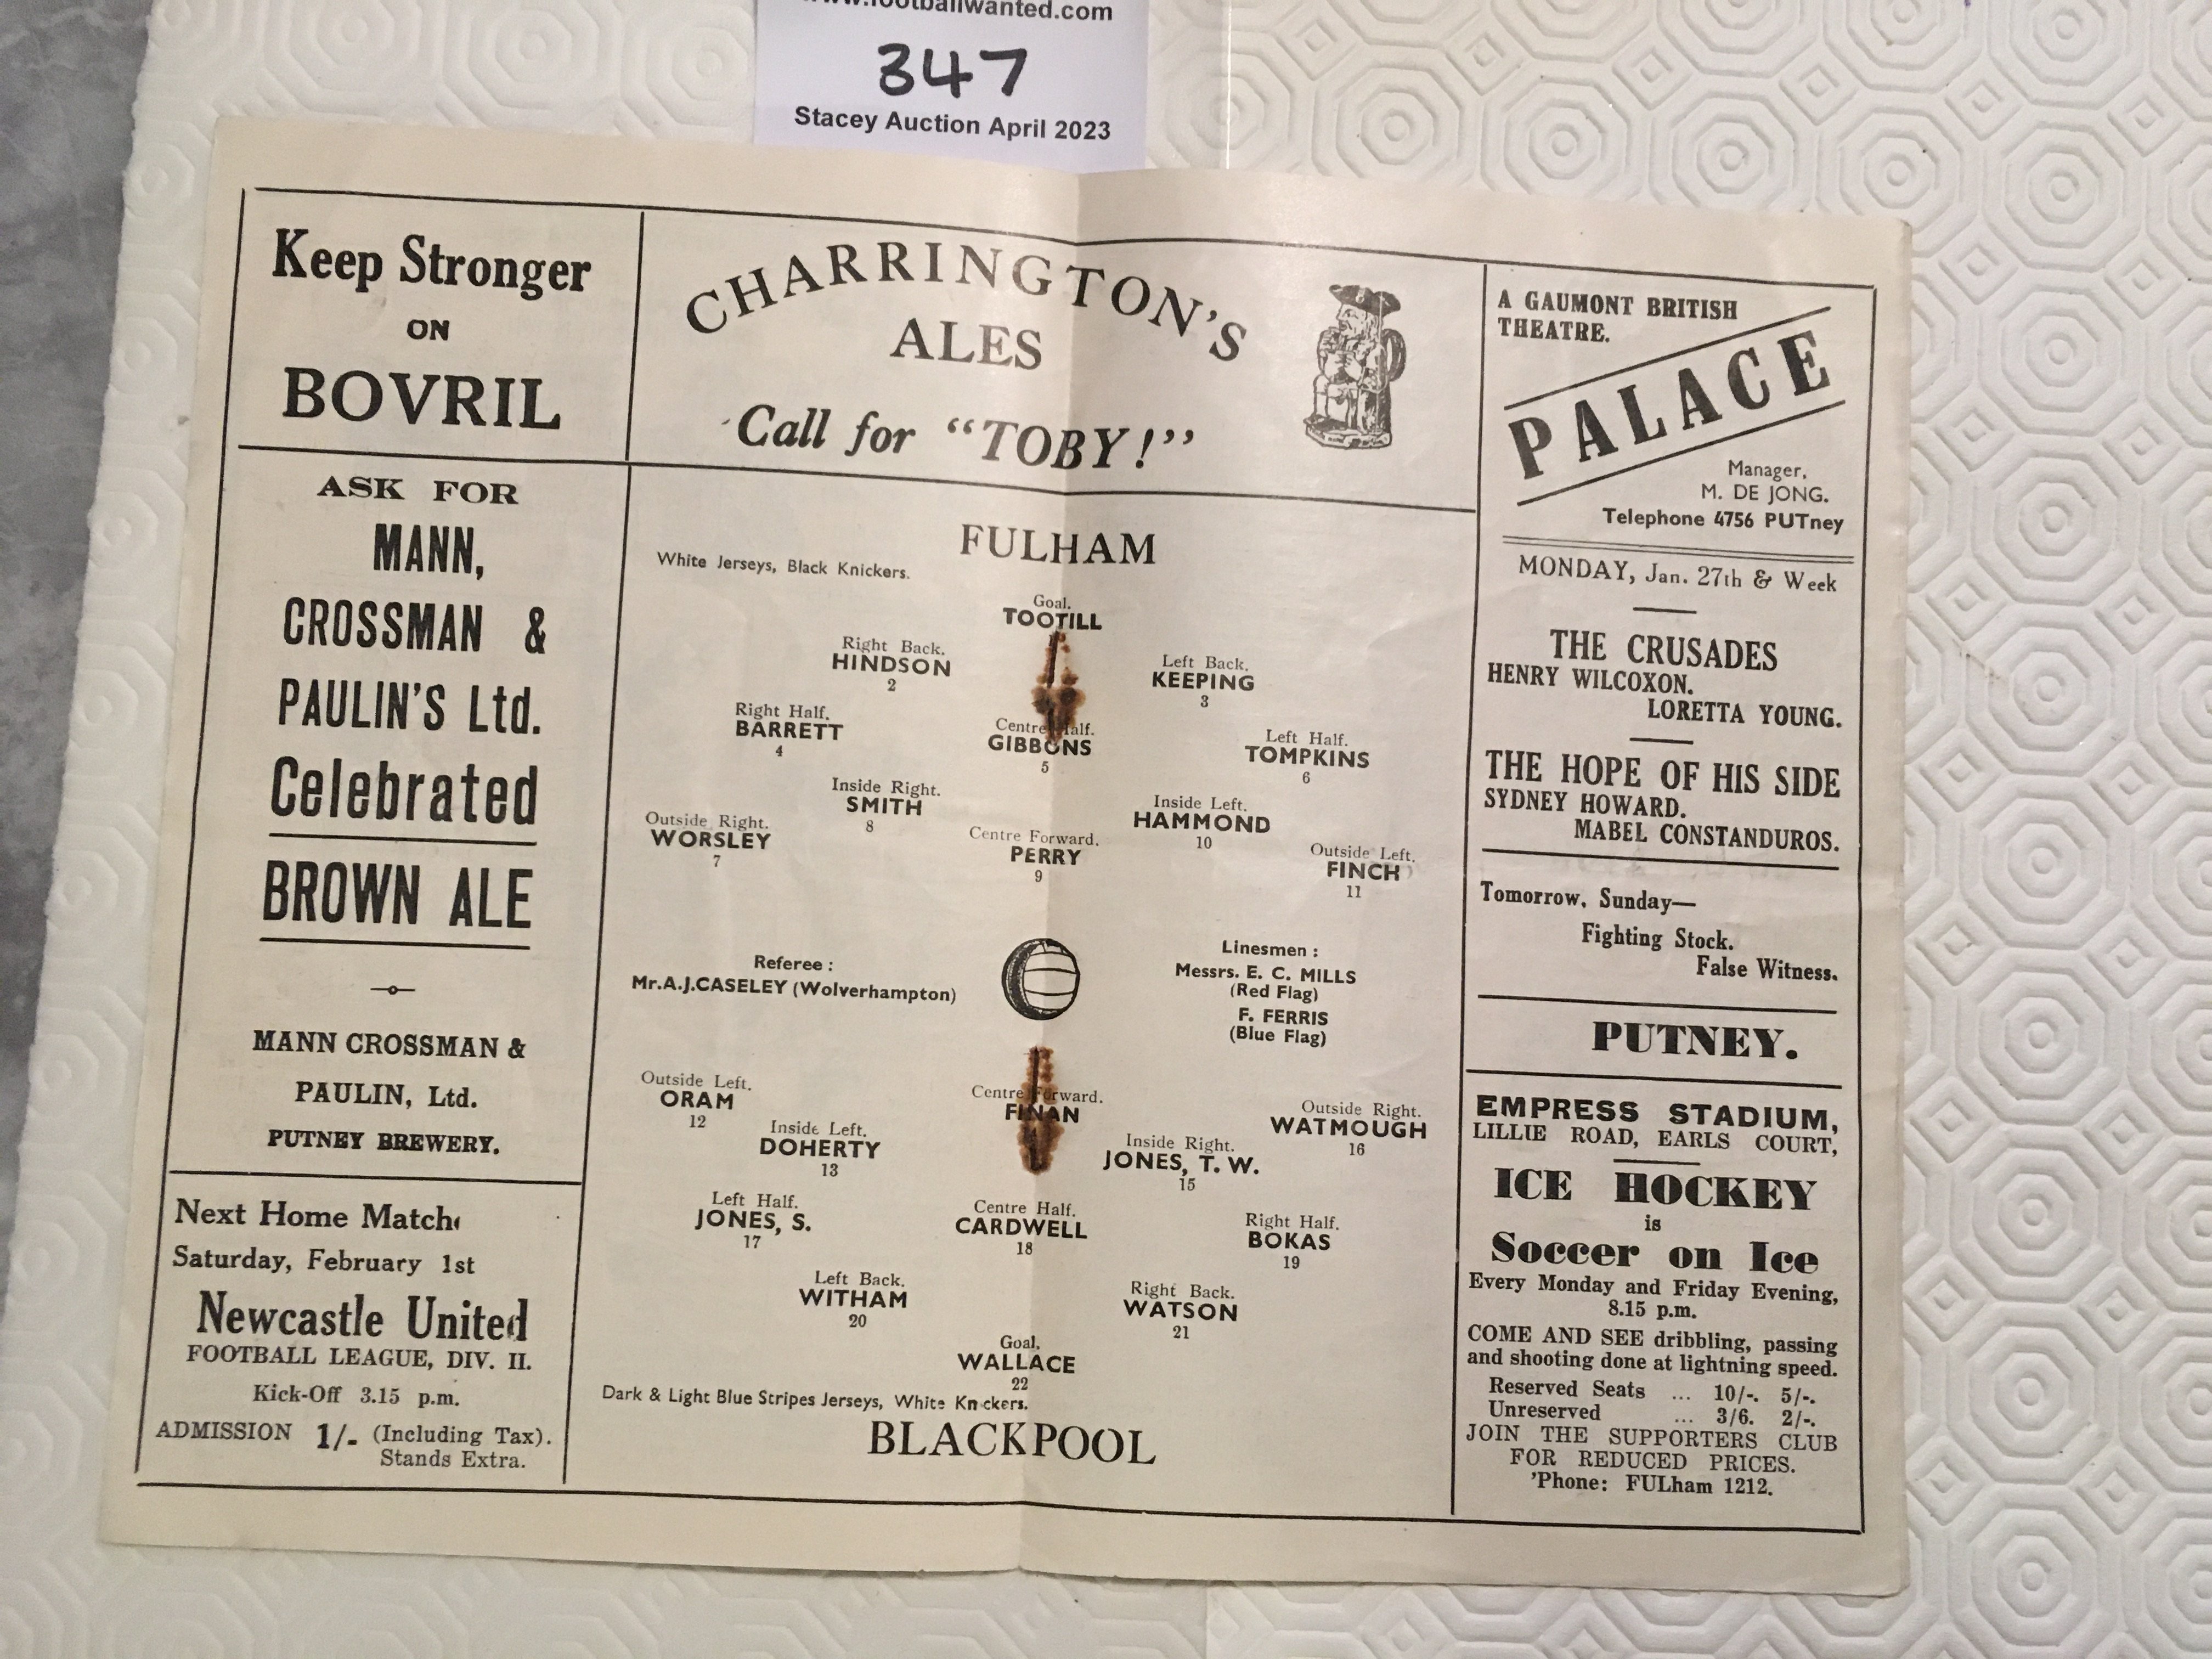 www.footballwanted.com
347
Stacey Auction April 2023
Keep Stronger
ON
BOVRIL
CHARRINGTON'S
ALES
Call for "TOBY!"
ASK FOR
MANN,
CROSSMAN &
PAULIN'S Ltd.
Celebrated
BROWN ALE
MANN CROSSMAN &
PAULIN, Ltd.
PUTNEY BREWERY.
Next Home Match
Saturday, February 1st
Newcastle United
FOOTBALL LEAGUE, DIV. II.
Kick-Off 3.15 p.m.
ADMISSION 1/- (Including Tax).
Stands Extra.
FULHAM
White Jerseys, Black Knickers.
Goal.
TOOTILL
Right Back.
HINDSON
2
Left Back.
KEEPING
3
Right Half.
BARRETT
4
Centre Half.
GIBBONS
5
Left Half.
TOMPKINS
6
Inside Right.
SMITH
8
Inside Left.
HAMMOND
10
Outside Right.
WORSLEY
7
Centre Forward.
PERRY
9
Outside Left.
FINCH
11
Referee :
Mr.A.J.CASELEY (Wolverhampton)
Linesmen :
Messrs. E. C. MILLS
(Red Flag)
F. FERRIS
(Blue Flag)
Outside Left.
ORAM
12
Centre Forward.
FINAN
Outside Right.
WATMOUGH
16
Inside Left.
DOHERTY
13
Inside Right.
JONES, T. W.
15
Left Half.
JONES, S.
17
Centre Half.
CARDWELL
18
Right Half.
BOKAS
19
Left Back.
WITHAM
20
Right Back.
WATSON
21
Goal.
WALLACE
22
Dark & Light Blue Stripes Jerseys, White Knickers.
BLACKPOOL
A GAUMONT BRITISH
THEATRE.
PALACE
Manager,
M. DE JONG.
Telephone 4756 PUTney
MONDAY, Jan. 27th & Week
THE CRUSADES
HENRY WILCOXON.
LORETTA YOUNG.
THE HOPE OF HIS SIDE
SYDNEY HOWARD.
MABEL CONSTANDUROS.
Tomorrow, Sunday—
Fighting Stock.
False Witness.
PUTNEY.
EMPRESS STADIUM,
LILLIE ROAD, EARLS COURT,
ICE HOCKEY
is
Soccer on Ice
Every Monday and Friday Evening,
8.15 p.m.
COME AND SEE dribbling, passing
and shooting done at lightning speed.
Reserved Seats ... 10/-. 5/-.
Unreserved ... 3/6. 2/-.
JOIN THE SUPPORTERS CLUB
FOR REDUCED PRICES.
'Phone: FULham 1212.